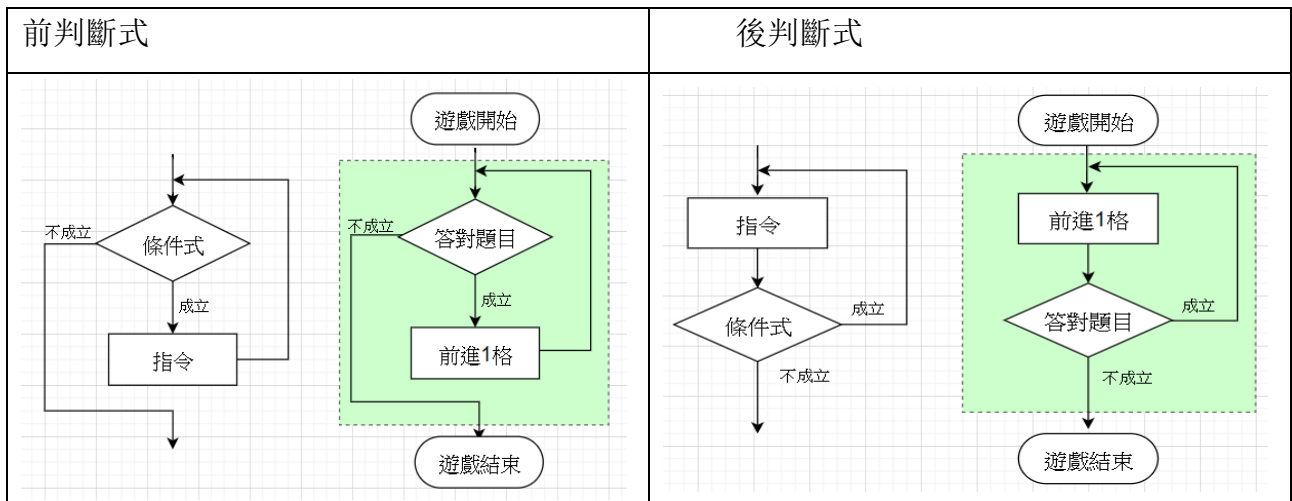 前判斷式
後判斷式
不成立
條件式
成立
指令
遊戲開始
不成立
答對題目
成立
前進1格
遊戲結束
指令
條件式
成立
不成立
遊戲開始
前進1格
答對題目
成立
不成立
遊戲結束